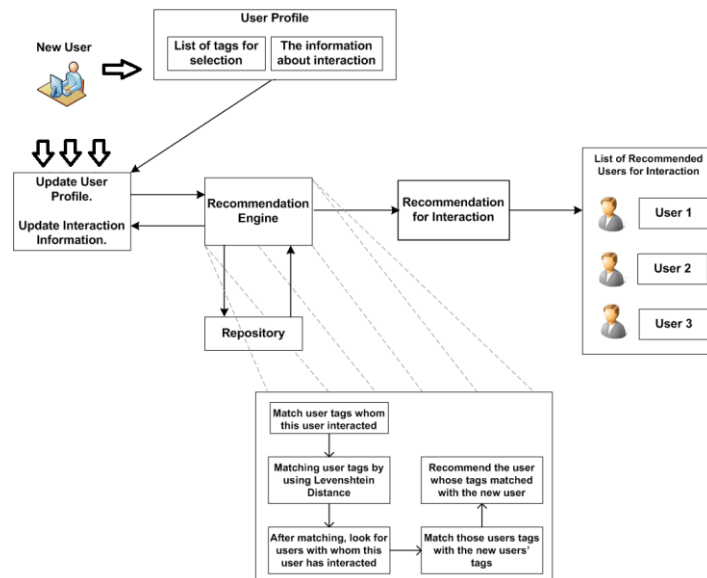 User Profile
New User
List of tags for
selection
The information
about interaction
Update User
Profile.
Update Interaction
Information.
Recommendation
Engine
Recommendation
for Interaction
List of Recommended
Users for Interaction
User 1
User 2
User 3
Repository
Match user tags whom
this user interacted
Matching user tags by
using Levenshtein
Distance
After matching, look for
users with whom this
user has interacted
Match those users tags
with the new users'
tags
Recommend the user
whose tags matched
with the new user